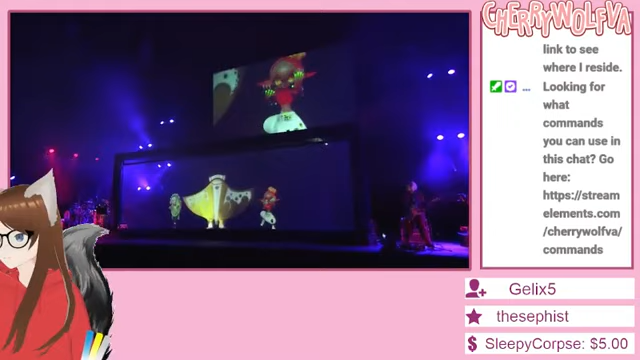 CHERRYWOLFVA
link to see
where I reside.
... Looking for
what
commands
you can use in
this chat? Go
here:
https://stream
elements.com
/cherrywolfva/
commands
Gelix5
thesephist
$ SleepyCorpse: $5.00